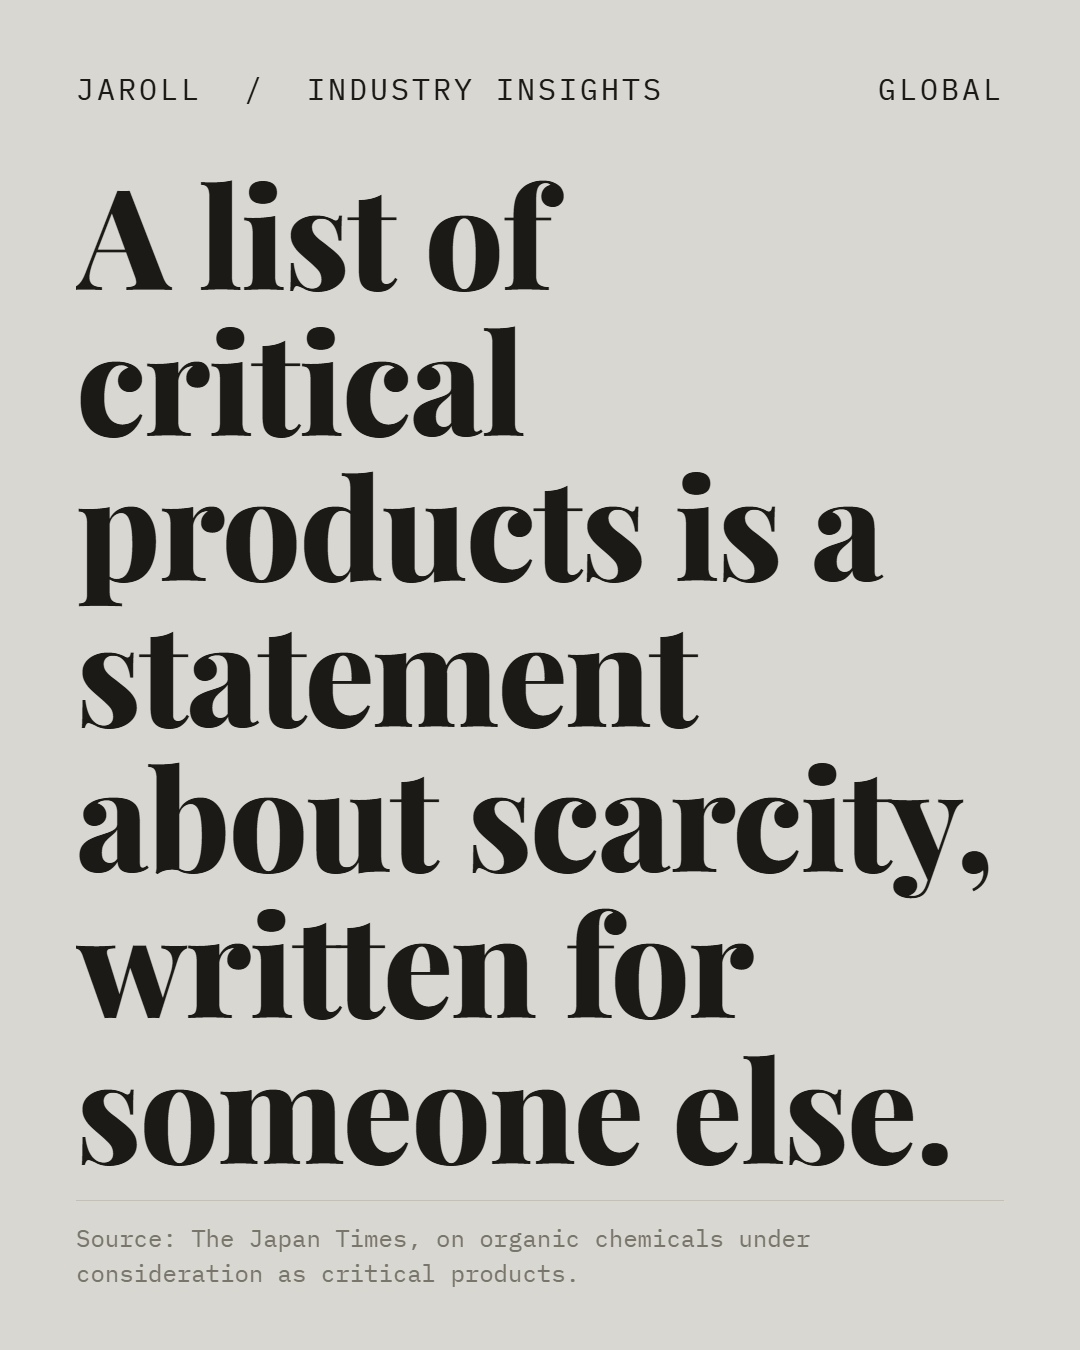 JAROLL / INDUSTRY INSIGHTS GLOBAL
A list of
critical
products is a
statement
about scarcity,
written for
someone else.
Source: The Japan Times, on organic chemicals under
consideration as critical products.